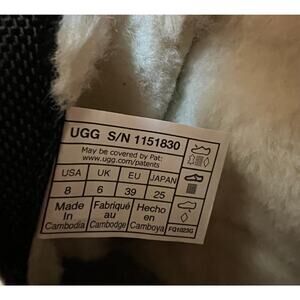 UGG S/N 1151830
May be covered by Pat:
www.ugg.com/patents
USA UK EU JAPAN
8 6 39 25
Made Fabriqué Hecho
in au en
Cambodia Cambodge Camboya
FQ1023G